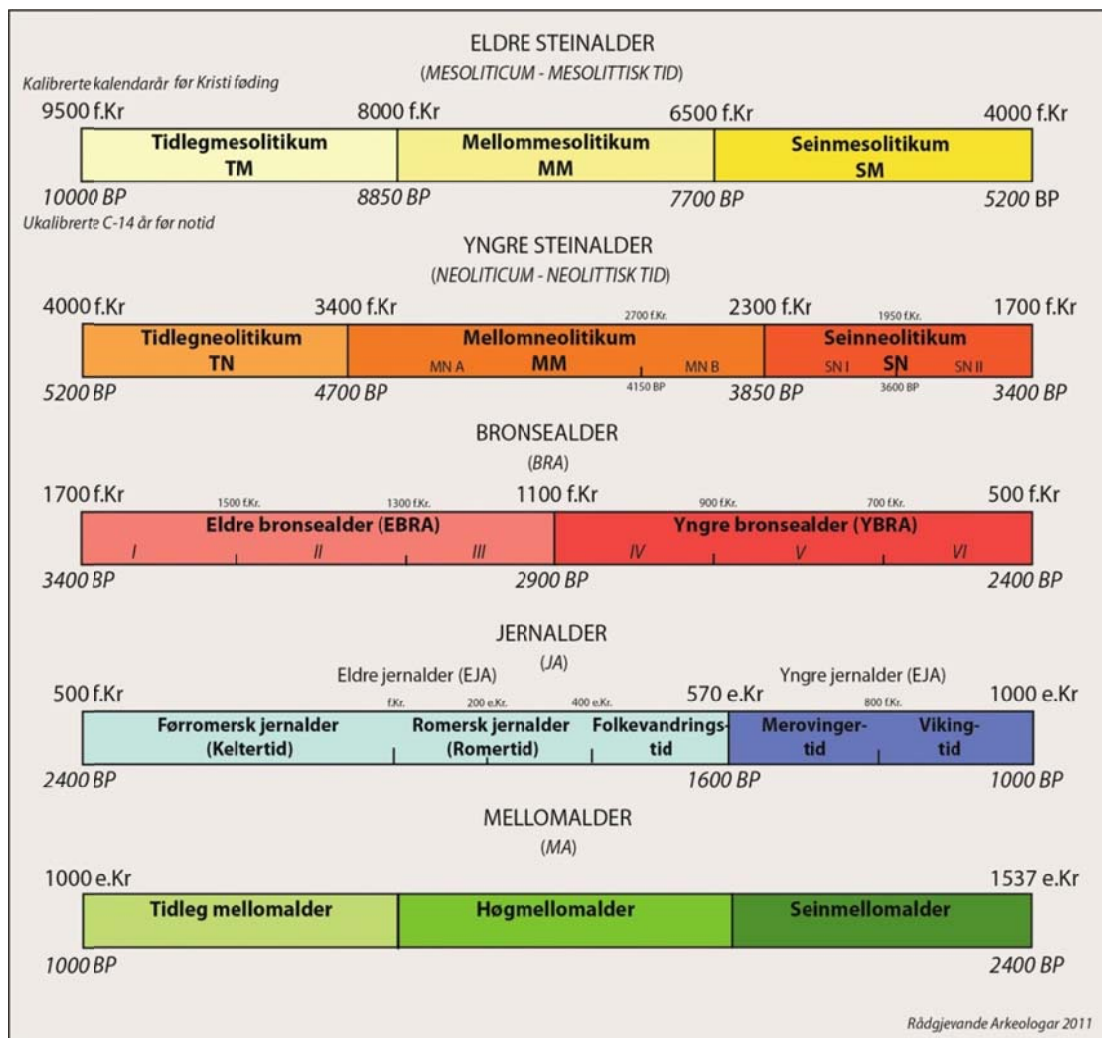 ELDRE STEINALDER
(MESOLITICUM - MESOLITTISK TID)
Kalibrerte kalendarår før Kristi føding
9500 f.Kr 8000 f.Kr 6500 f.Kr 4000 f.Kr
Tidlegmesolitikum Mellommesolitikum Seinmesolitikum
TM MM SM
10000 BP 8850 BP 7700 BP 5200 BP
Ukalibrerte C-14 år før notid
YNGRE STEINALDER
(NEOLITICUM - NEOLITTISK TID)
4000 f.Kr 3400 f.Kr 2700 f.Kr. 2300 f.Kr 1950 f.Kr. 1700 f.Kr
Tidlegneolitikum Mellomneolitikum Seinneolitikum
TN MN A MM MN B SN I SN SN II
5200 BP 4700 BP 4150 BP 3850 BP 3600 BP 3400 BP
BRONSEALDER
(BRA)
1700 f.Kr 1500 f.Kr. 1300 f.Kr. 1100 f.Kr 900 f.Kr. 700 f.Kr. 500 f.Kr
Eldre bronsealder (EBRA) Yngre bronsealder (YBRA)
I II III IV V VI
3400 BP 2900 BP 2400 BP
JERNALDER
(JA)
Eldre jernalder (EJA) Yngre jernalder (EJA)
500 f.Kr f.Kr. 200 e.Kr. 400 e.Kr. 570 e.Kr 800 f.Kr. 1000 e.Kr
Førromersk jernalder Romersk jernalder Folkevandrings- Merovinger- Viking-
(Keltertid) (Romertid) tid tid tid
2400 BP 1600 BP 1000 BP
MELLOMALDER
(MA)
1000 e.Kr 1537 e.Kr
Tidleg mellomalder Høgmellomalder Seinmellomalder
1000 BP 2400 BP
Rådgjevande Arkeologar 2011